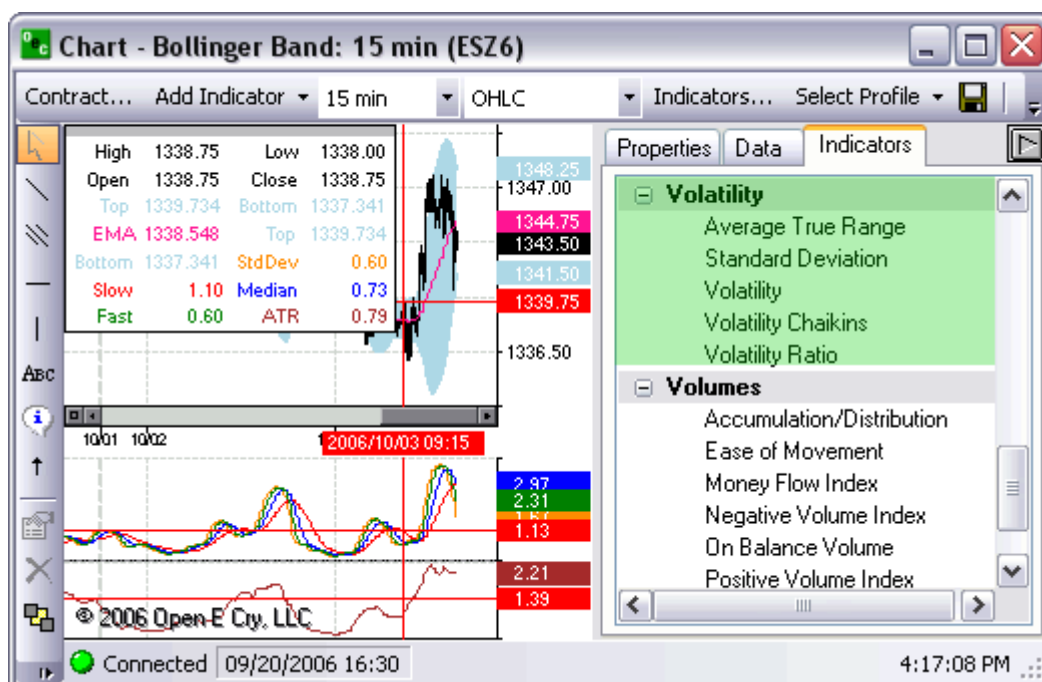 Oec Chart - Bollinger Band: 15 min (ESZ6)
Contract... Add Indicator 15 min OHLC Indicators... Select Profile
High 1338.75 Low 1338.00
Open 1338.75 Close 1338.75
Top 1339.734 Bottom 1337.341
EMA 1338.548 Top 1339.734
Bottom 1337.341 StdDev 0.60
Slow 1.10 Median 0.73
Fast 0.60 ATR 0.79
1348.25
1347.00
1344.75
1343.50
1341.50
1339.75
1336.50
Properties Data Indicators
Volatility
Average True Range
Standard Deviation
Volatility
Volatility Chaikins
Volatility Ratio
Volumes
Accumulation/Distribution
Ease of Movement
Money Flow Index
Negative Volume Index
On Balance Volume
Positive Volume Index
ABC
10/01 10/02 2006/10/03 09:15
2.97
2.31
1.13
2.21
1.39
© 2006 Open E Cry, LLC
Connected 09/20/2006 16:30 4:17:08 PM